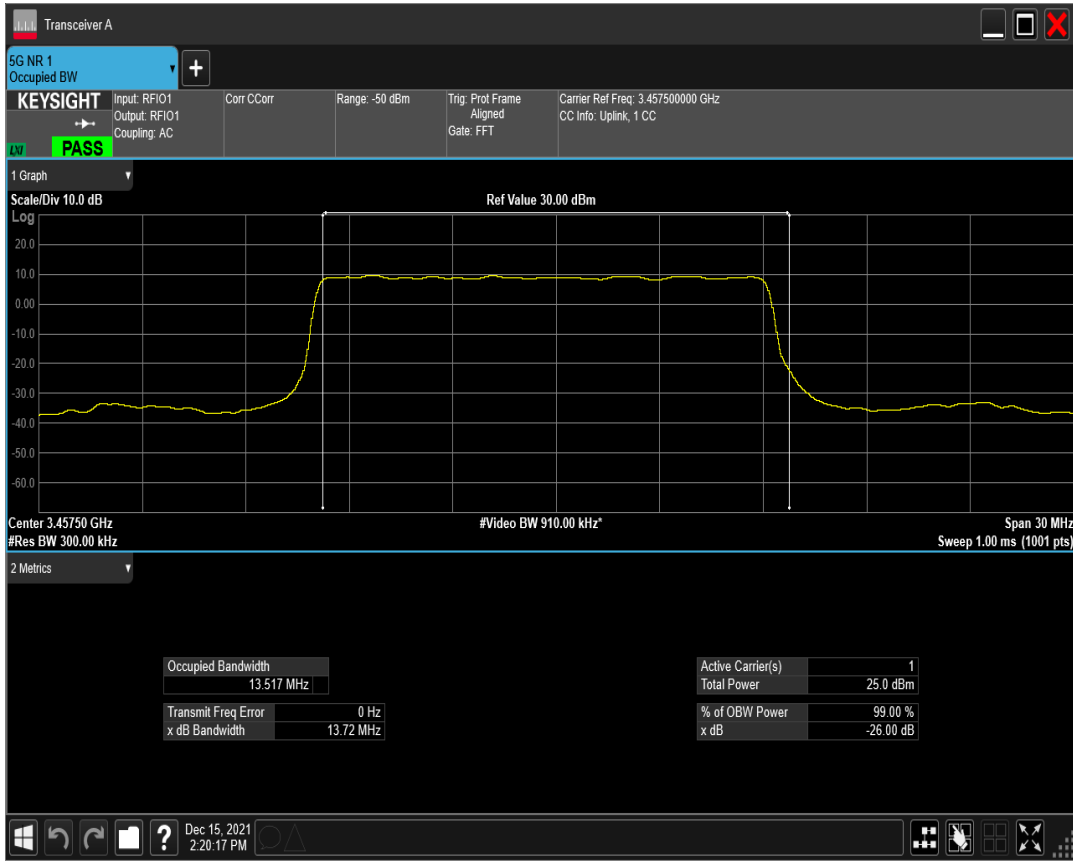 Transceiver A
5G NR 1
Occupied BW
+
KEYSIGHT
LXI
PASS
Input: RFIO1
Output: RFIO1
Coupling: AC
Corr CCorr
Range: -50 dBm
Trig: Prot Frame
Aligned
Gate: FFT
Carrier Ref Freq: 3.457500000 GHz
CC Info: Uplink, 1 CC
1 Graph
Scale/Div 10.0 dB
Ref Value 30.00 dBm
Log
20.0
10.0
0.00
-10.0
-20.0
-30.0
-40.0
-50.0
-60.0
Center 3.45750 GHz
#Video BW 910.00 kHz*
Span 30 MHz
#Res BW 300.00 kHz
Sweep 1.00 ms (1001 pts)
2 Metrics
Occupied Bandwidth
13.517 MHz
Transmit Freq Error 0 Hz
x dB Bandwidth 13.72 MHz
Active Carrier(s) 1
Total Power 25.0 dBm
% of OBW Power 99.00 %
x dB -26.00 dB
?
Dec 15, 2021
2:20:17 PM